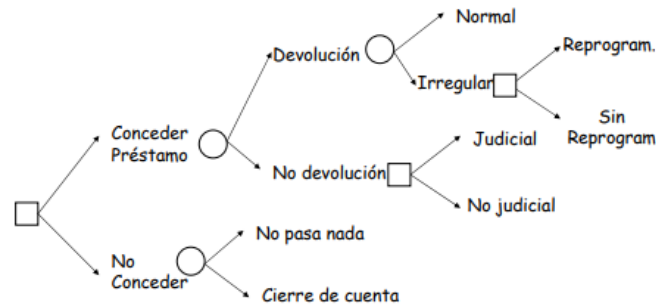 Normal
Devolución
Reprogram.
Irregular
Sin
Reprogram
Conceder
Préstamo
Judicial
No devolución
No judicial
No pasa nada
No
Conceder
Cierre de cuenta